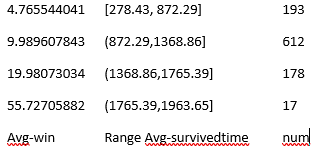 4.765544041 [278.43, 872.29] 193
9.989607843 (872.29,1368.86] 612
19.98073034 (1368.86,1765.39] 178
55.72705882 (1765.39,1963.65] 17
Avg-win Range Avg-survivedtime num